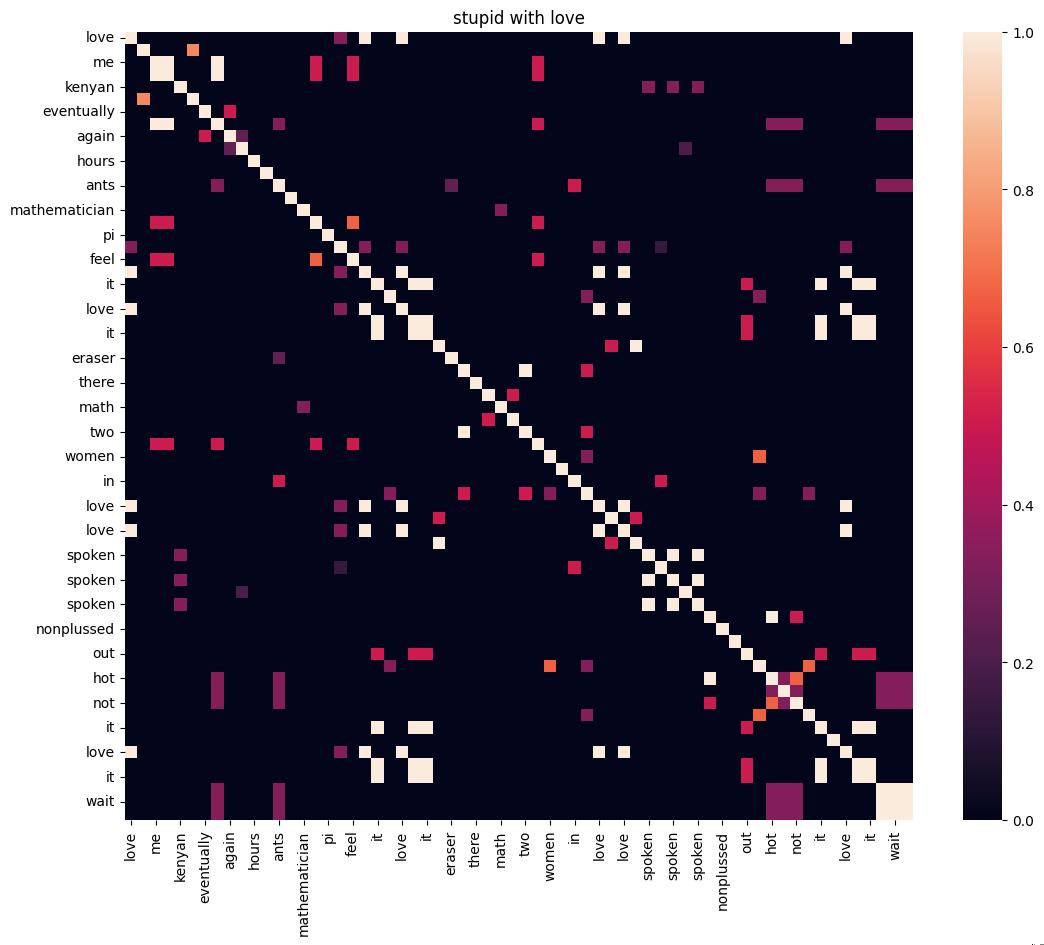 stupid with love
love
me
kenyan
eventually
again
hours
ants
mathematician
pi
feel
it
love
it
eraser
there
math
two
women
in
love
love
spoken
spoken
spoken
nonplussed
out
hot
not
it
love
it
wait
1.0
0.8
0.6
0.4
0.2
0.0
love
me
kenyan
eventually
again
hours
ants
mathematician
pi
feel
it
love
it
eraser
there
math
two
women
in
love
love
spoken
spoken
spoken
nonplussed
out
hot
not
it
love
it
wait